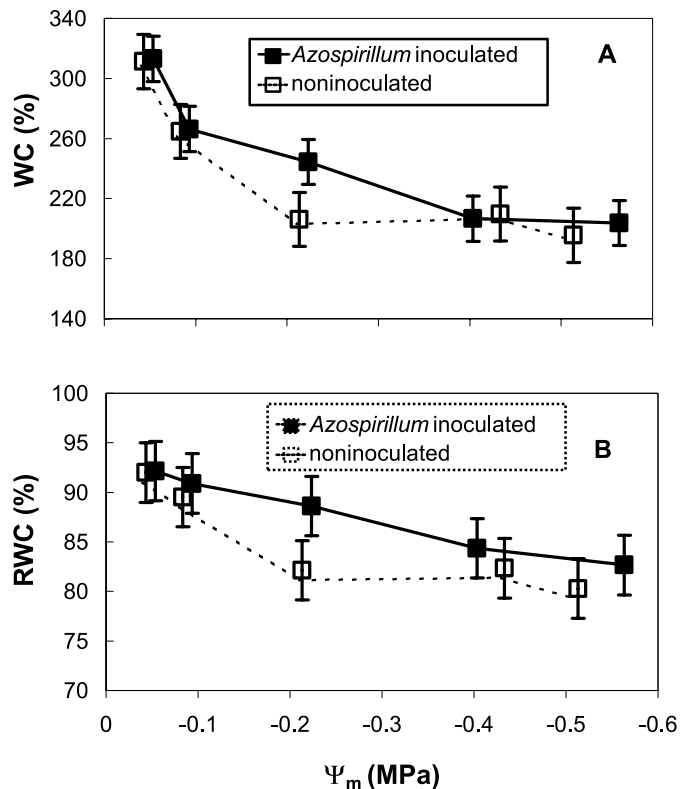 340
300
260
220
180
140
WC (%)
Azospirillum inoculated
noninoculated
A
100
95
90
85
80
75
70
RWC (%)
Azospirillum inoculated
noninoculated
B
0 -0.1 -0.2 -0.3 -0.4 -0.5 -0.6
Ψm (MPa)